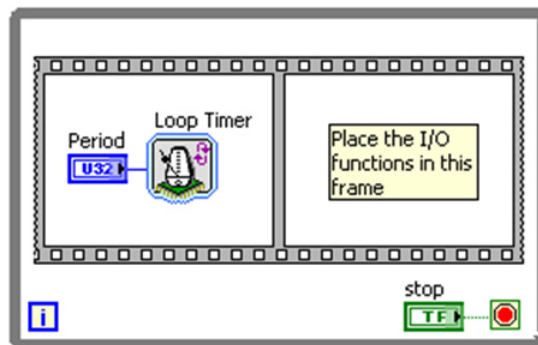 Loop Timer
Period
U32
Place the I/O
functions in this
frame
stop
TF
i